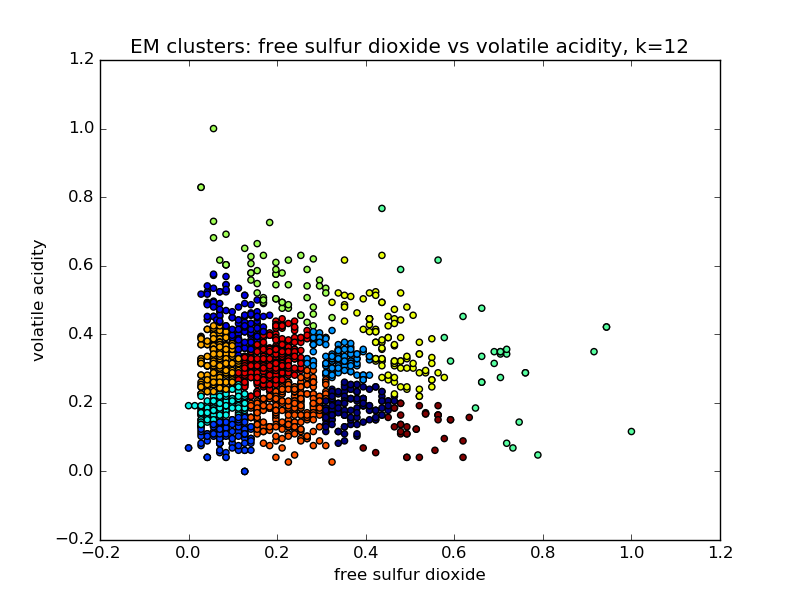 EM clusters: free sulfur dioxide vs volatile acidity, k=12
1.2
1.0
0.8
0.6
0.4
0.2
0.0
−0.2
volatile acidity
−0.2 0.0 0.2 0.4 0.6 0.8 1.0 1.2
free sulfur dioxide